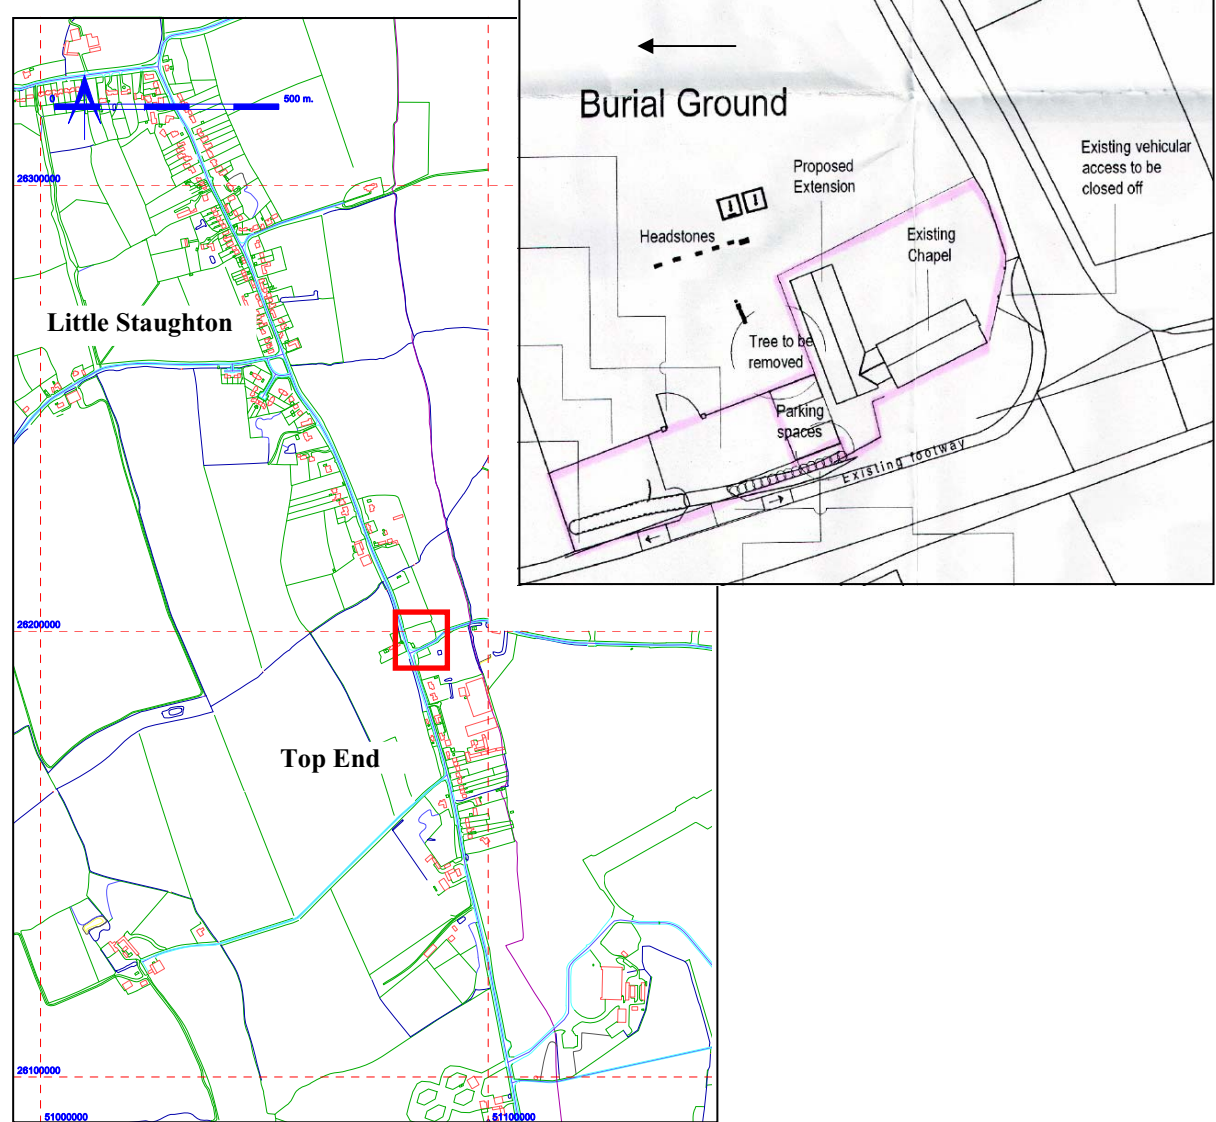 0
500 m.
26300000
Little Staughton
26200000
Top End
26100000
51000000
51100000
Burial Ground
Proposed
Extension
Existing vehicular
access to be
closed off
Headstones
Existing
Chapel
Tree to be
removed
Parking
spaces
Existing footway